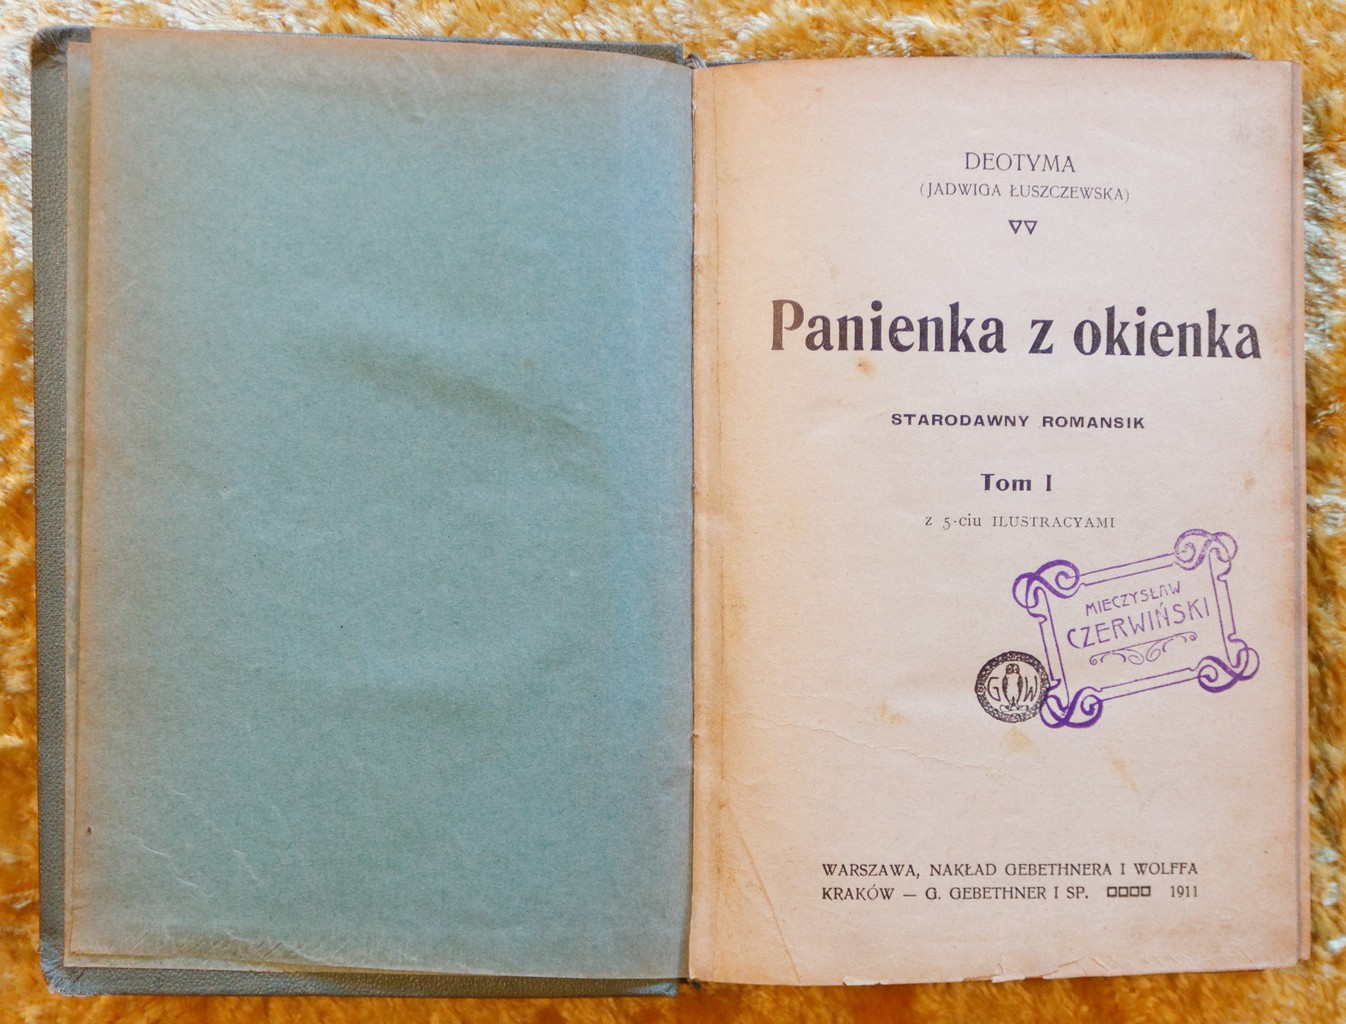 DEOTYMA
(JADWIGA ŁUSZCZEWSKA)
Panienka z okienka
STARODAWNY ROMANSIK
Tom I
z 5-ciu ILUSTRACYAMI
MIECZYSŁAW
CZERWIŃSKI
G W
WARSZAWA, NAKŁAD GEBETHNERA I WOLFFA
KRAKÓW — G. GEBETHNER I SP. 1911